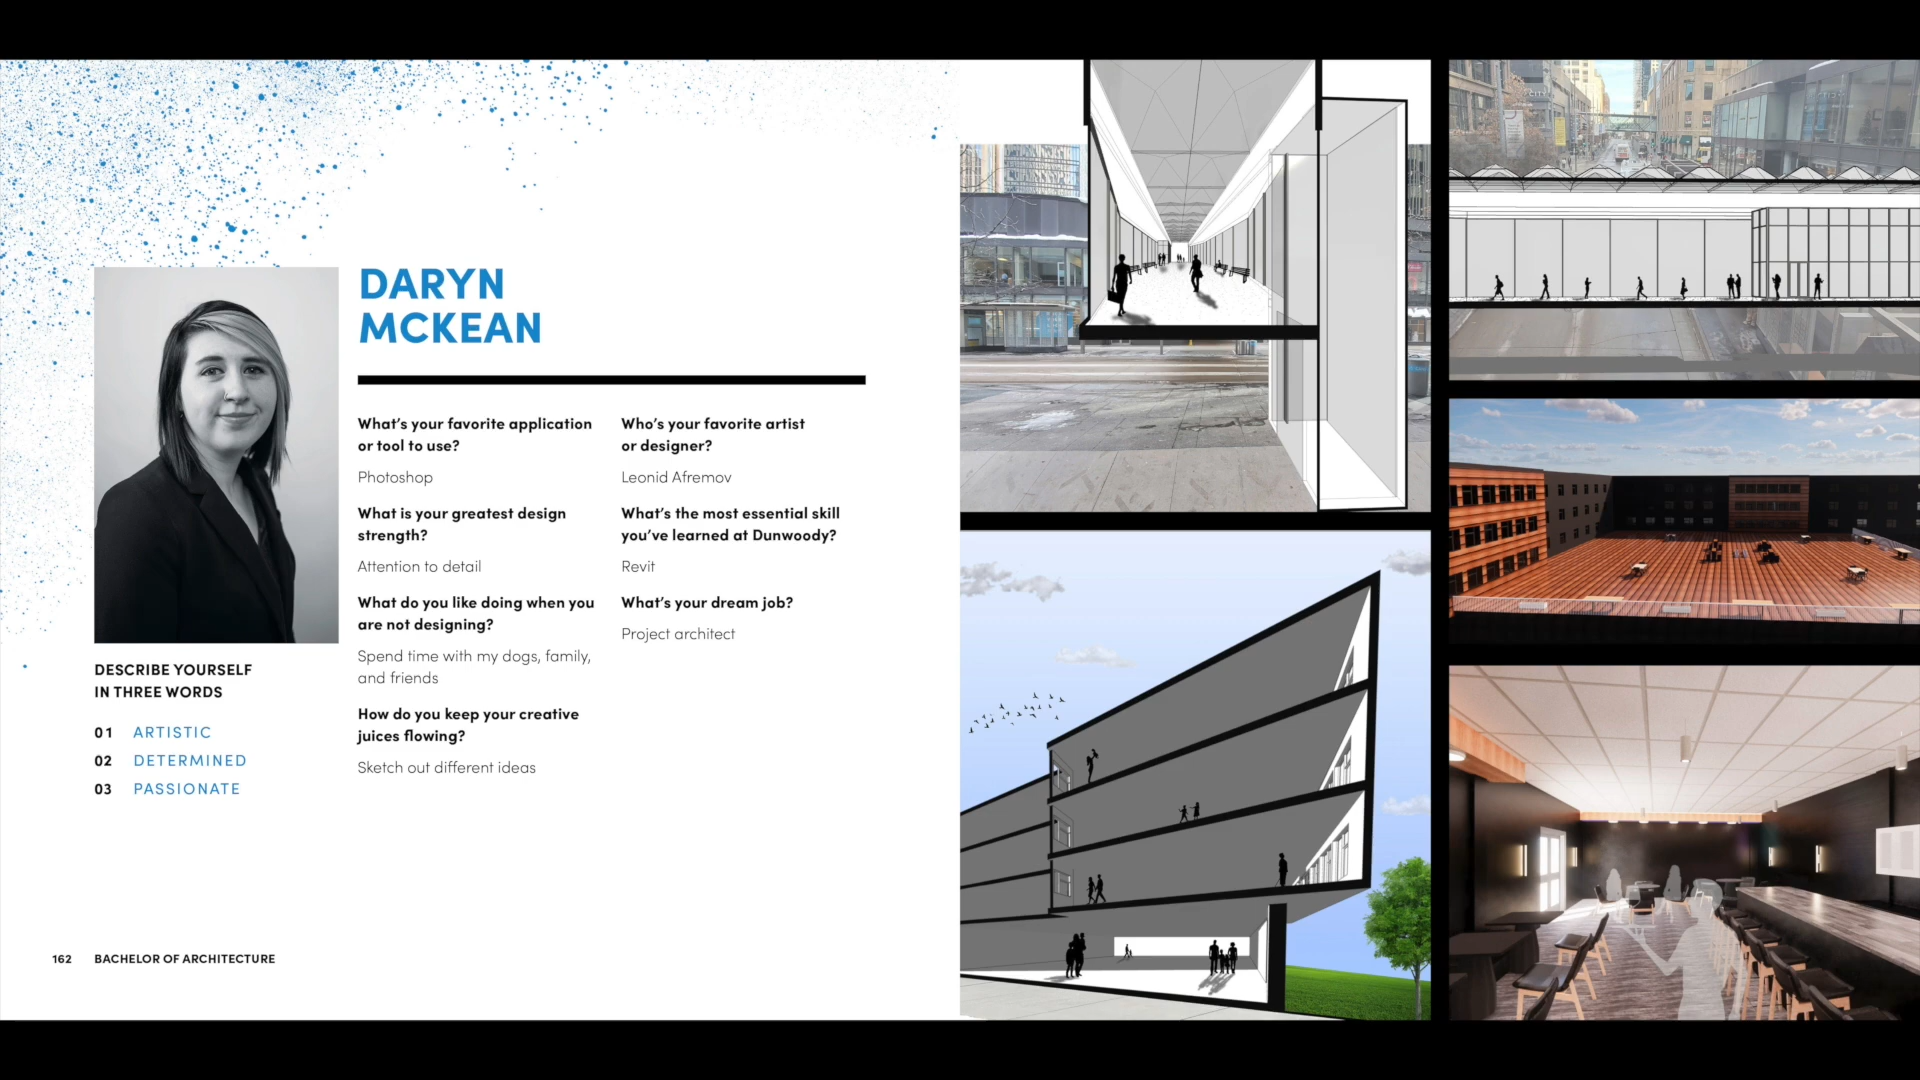 DARYN
MCKEAN
What's your favorite application
or tool to use?
Photoshop
What is your greatest design
strength?
Attention to detail
What do you like doing when you
are not designing?
Spend time with my dogs, family,
and friends
How do you keep your creative
juices flowing?
Sketch out different ideas
Who's your favorite artist
or designer?
Leonid Afremov
What's the most essential skill
you've learned at Dunwoody?
Revit
What's your dream job?
Project architect
DESCRIBE YOURSELF
IN THREE WORDS
01 ARTISTIC
02 DETERMINED
03 PASSIONATE
162 BACHELOR OF ARCHITECTURE